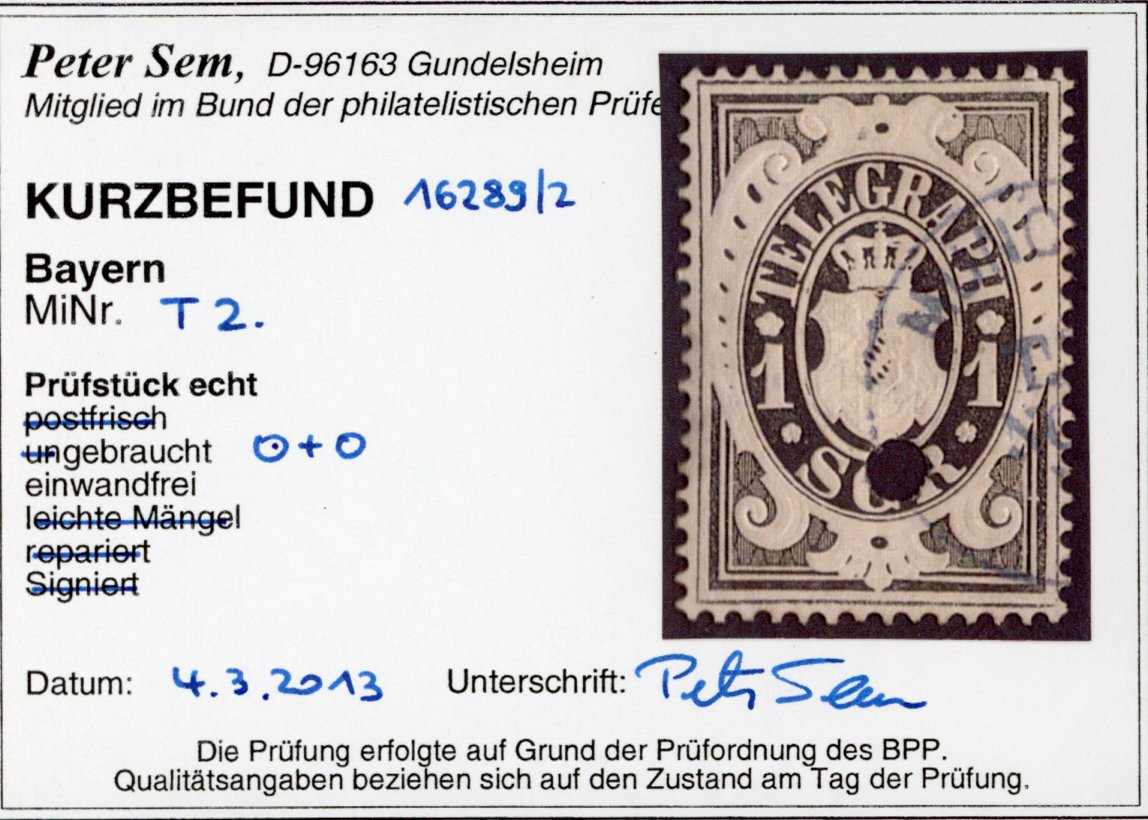 Peter Sem, D-96163 Gundelsheim
Mitglied im Bund der philatelistischen Prüfe
KURZBEFUND 16289/2
Bayern
MiNr. T 2.
Prüfstück echt
postfrisch
ungebraucht ⊙ + O
einwandfrei
leichte Mängel
repariert
Signiert
Datum: 4.3.2013 Unterschrift: Peter Sem
Die Prüfung erfolgte auf Grund der Prüfordnung des BPP.
Qualitätsangaben beziehen sich auf den Zustand am Tag der Prüfung.
TELEGRAPH
1 1
SGR